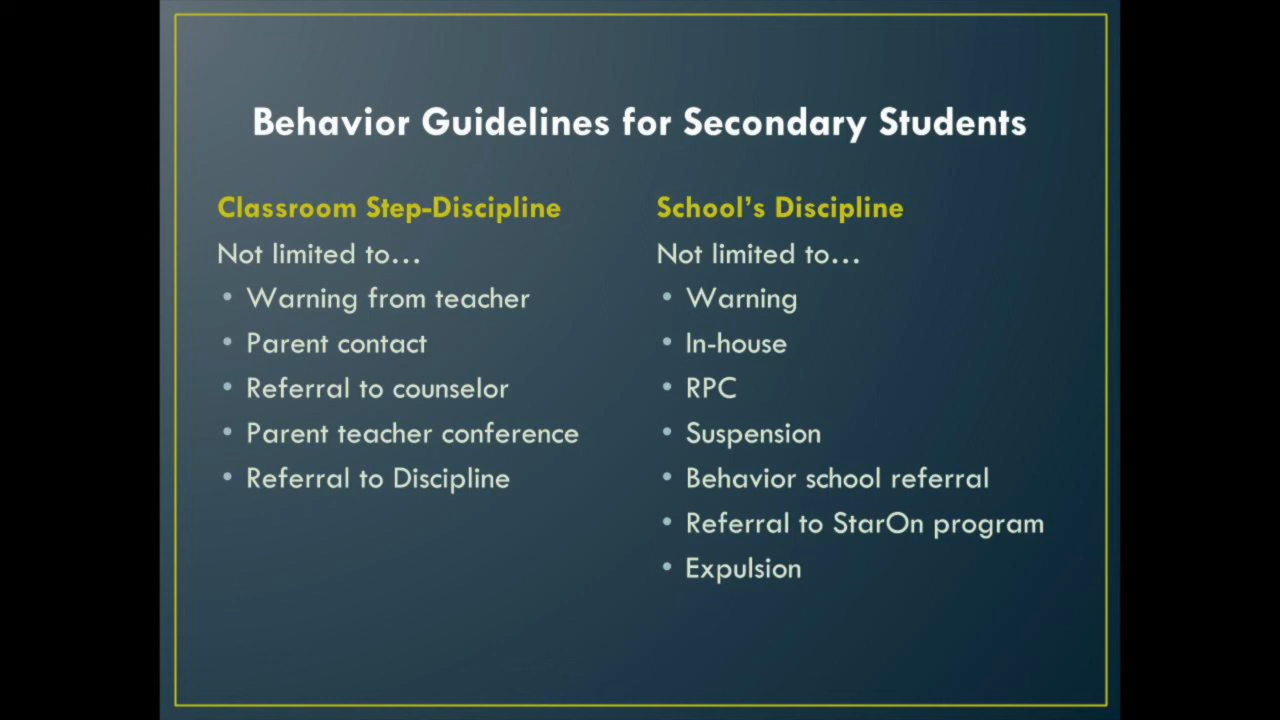 Behavior Guidelines for Secondary Students
Classroom Step-Discipline
Not limited to...
• Warning from teacher
• Parent contact
• Referral to counselor
• Parent teacher conference
• Referral to Discipline
School’s Discipline
Not limited to...
• Warning
• In-house
• RPC
• Suspension
• Behavior school referral
• Referral to StarOn program
• Expulsion